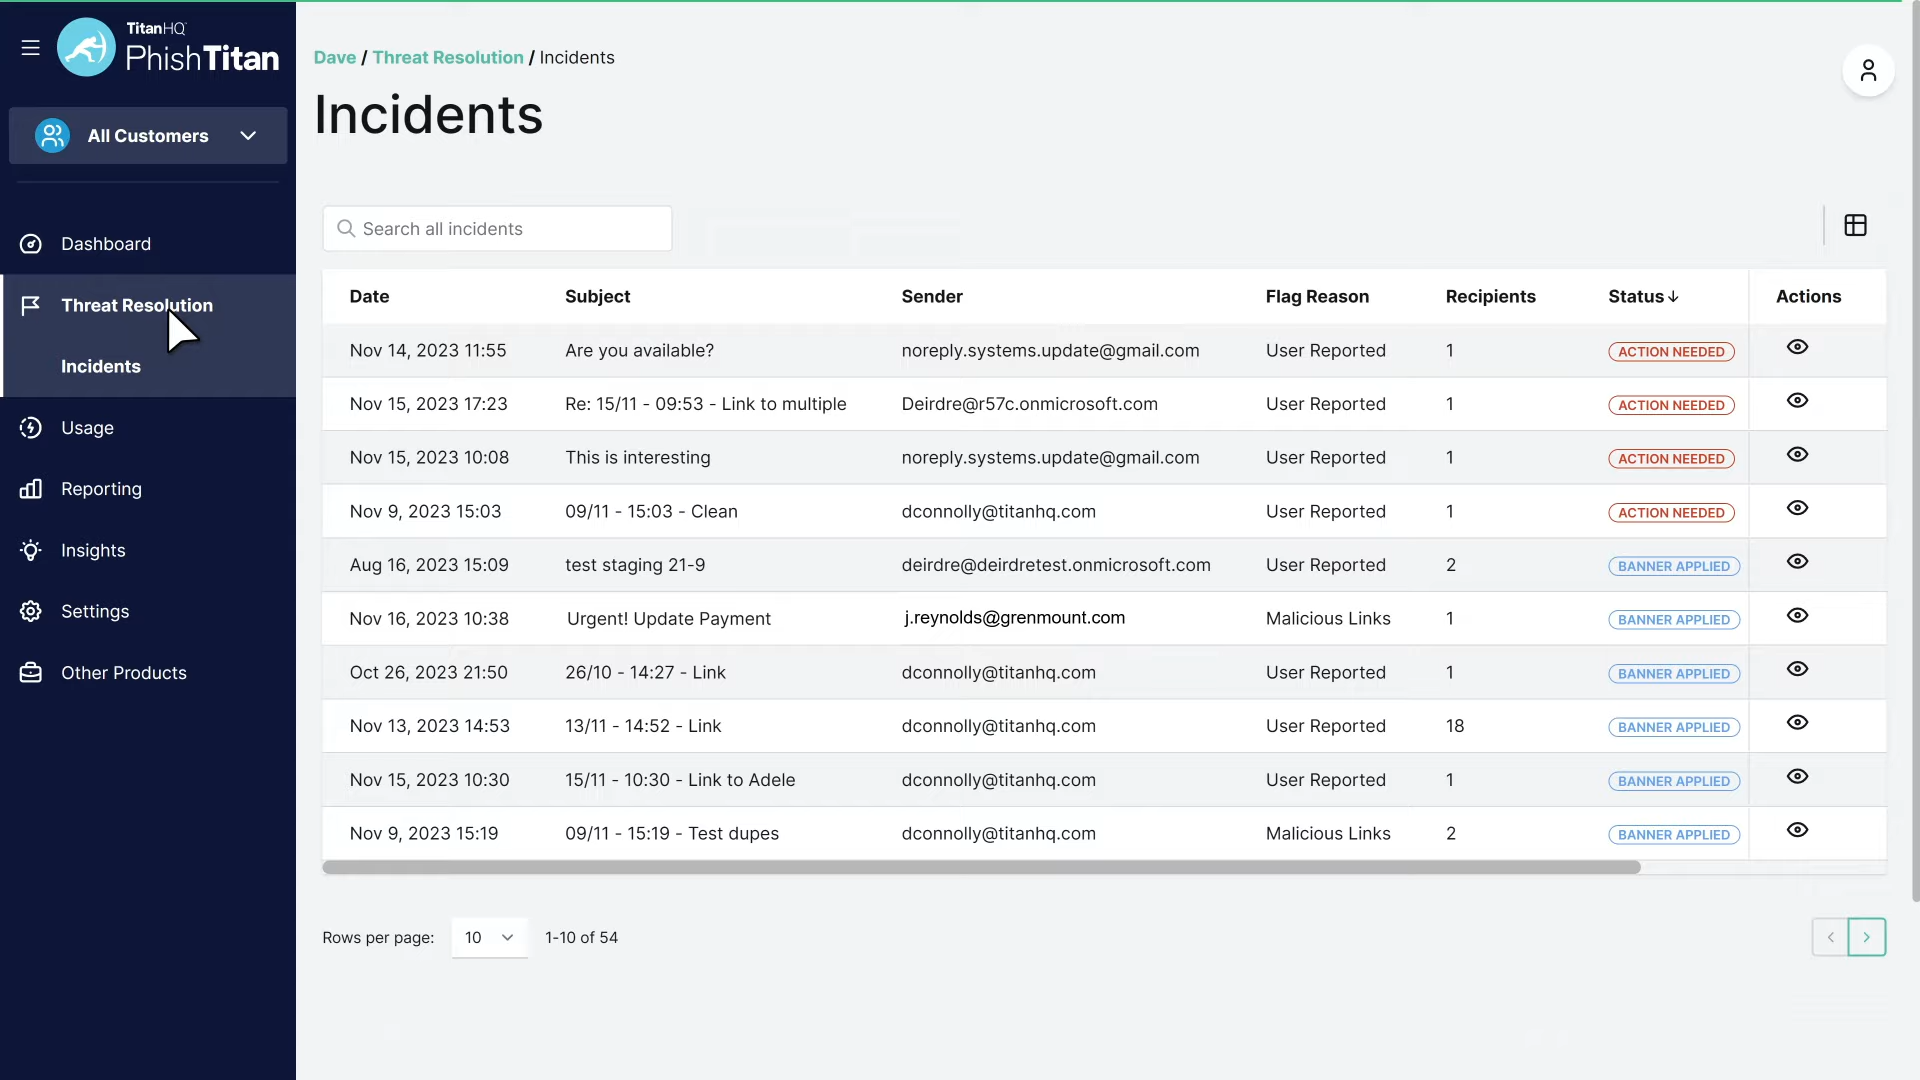 TitanHQ
PhishTitan
All Customers
Dashboard
Threat Resolution
Incidents
Usage
Reporting
Insights
Settings
Other Products
Dave / Threat Resolution / Incidents
Incidents
Search all incidents
Date Subject Sender Flag Reason Recipients Status↓ Actions
Nov 14, 2023 11:55 Are you available? noreply.systems.update@gmail.com User Reported 1 ACTION NEEDED
Nov 15, 2023 17:23 Re: 15/11 - 09:53 - Link to multiple Deirdre@r57c.onmicrosoft.com User Reported 1 ACTION NEEDED
Nov 15, 2023 10:08 This is interesting noreply.systems.update@gmail.com User Reported 1 ACTION NEEDED
Nov 9, 2023 15:03 09/11 - 15:03 - Clean dconnolly@titanhq.com User Reported 1 ACTION NEEDED
Aug 16, 2023 15:09 test staging 21-9 deirdre@deirdretest.onmicrosoft.com User Reported 2 BANNER APPLIED
Nov 16, 2023 10:38 Urgent! Update Payment j.reynolds@grenmount.com Malicious Links 1 BANNER APPLIED
Oct 26, 2023 21:50 26/10 - 14:27 - Link dconnolly@titanhq.com User Reported 1 BANNER APPLIED
Nov 13, 2023 14:53 13/11 - 14:52 - Link dconnolly@titanhq.com User Reported 18 BANNER APPLIED
Nov 15, 2023 10:30 15/11 - 10:30 - Link to Adele dconnolly@titanhq.com User Reported 1 BANNER APPLIED
Nov 9, 2023 15:19 09/11 - 15:19 - Test dupes dconnolly@titanhq.com Malicious Links 2 BANNER APPLIED
Rows per page: 10 1-10 of 54